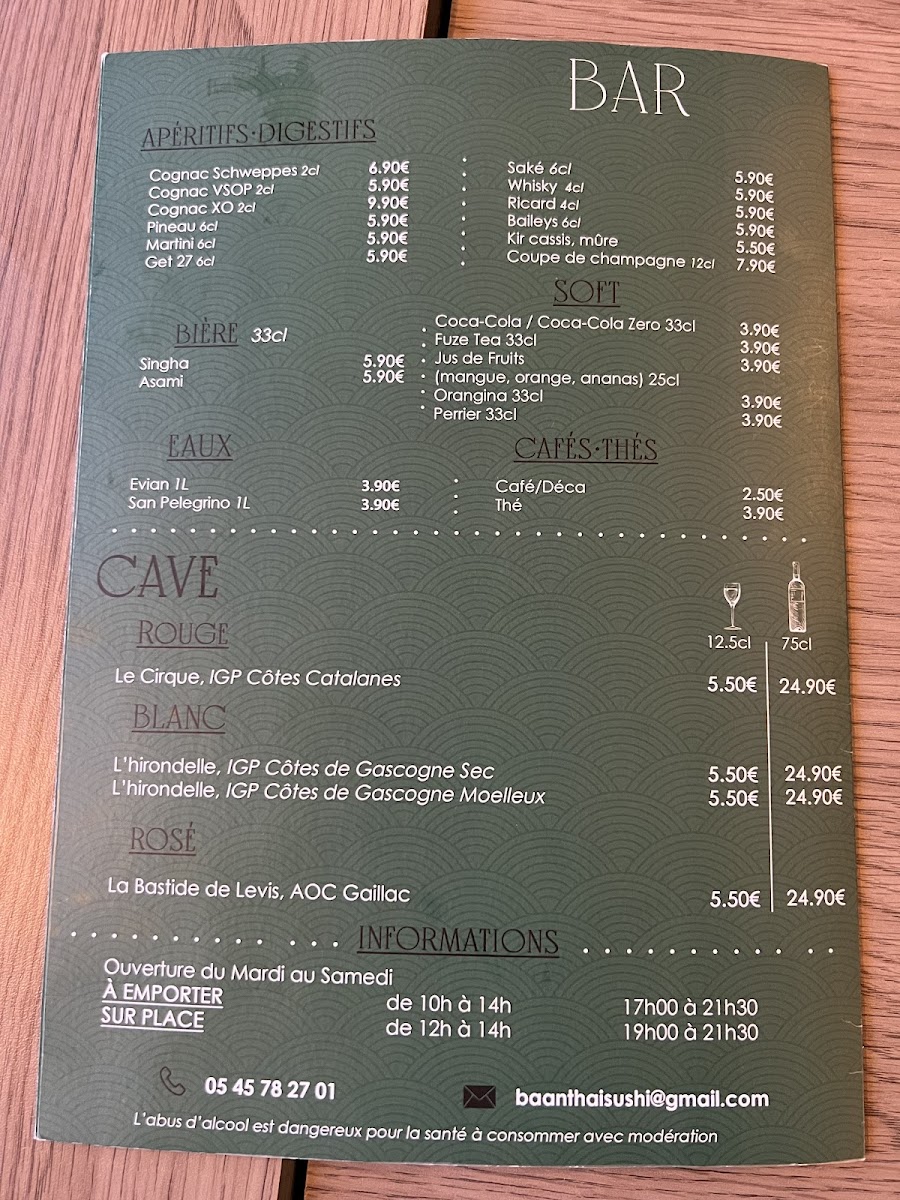 BAR
APÉRITIFS·DIGESTIFS
Cognac Schweppes 2cl 6.90€
Cognac VSOP 2cl 5.90€
Cognac XO 2cl 9.90€
Pineau 6cl 5.90€
Martini 6cl 5.90€
Get 27 6cl 5.90€
Saké 6cl 5.90€
Whisky 4cl 5.90€
Ricard 4cl 5.90€
Baileys 6cl 5.90€
Kir cassis, mûre 5.50€
Coupe de champagne 12cl 7.90€
BIÈRE 33cl
Singha 5.90€
Asami 5.90€
SOFT
Coca-Cola / Coca-Cola Zero 33cl 3.90€
Fuze Tea 33cl 3.90€
Jus de Fruits 3.90€
(mangue, orange, ananas) 25cl
Orangina 33cl 3.90€
Perrier 33cl 3.90€
EAUX
Evian 1L 3.90€
San Pelegrino 1L 3.90€
CAFÉS·THÉS
Café/Déca 2.50€
Thé 3.90€
CAVE
12.5cl 75cl
ROUGE
Le Cirque, IGP Côtes Catalanes 5.50€ 24.90€
BLANC
L'hirondelle, IGP Côtes de Gascogne Sec 5.50€ 24.90€
L'hirondelle, IGP Côtes de Gascogne Moelleux 5.50€ 24.90€
ROSÉ
La Bastide de Levis, AOC Gaillac 5.50€ 24.90€
INFORMATIONS
Ouverture du Mardi au Samedi
À EMPORTER de 10h à 14h 17h00 à 21h30
SUR PLACE de 12h à 14h 19h00 à 21h30
05 45 78 27 01 baanthaisushi@gmail.com
L'abus d'alcool est dangereux pour la santé à consommer avec modération